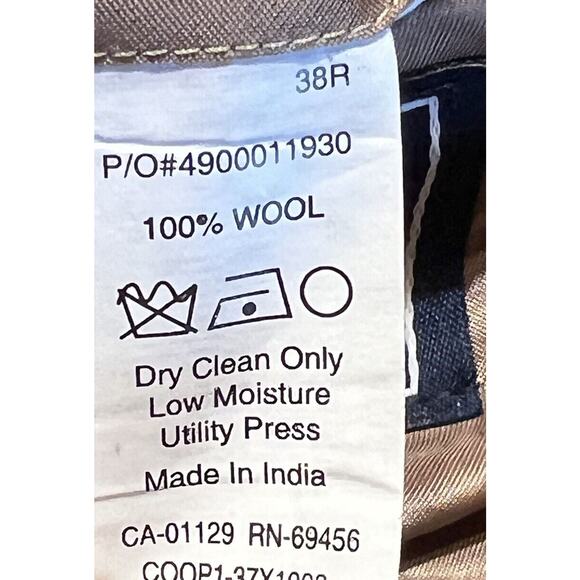 38R
P/O#4900011930
100% WOOL
Dry Clean Only
Low Moisture
Utility Press
Made In India
CA-01129 RN-69456